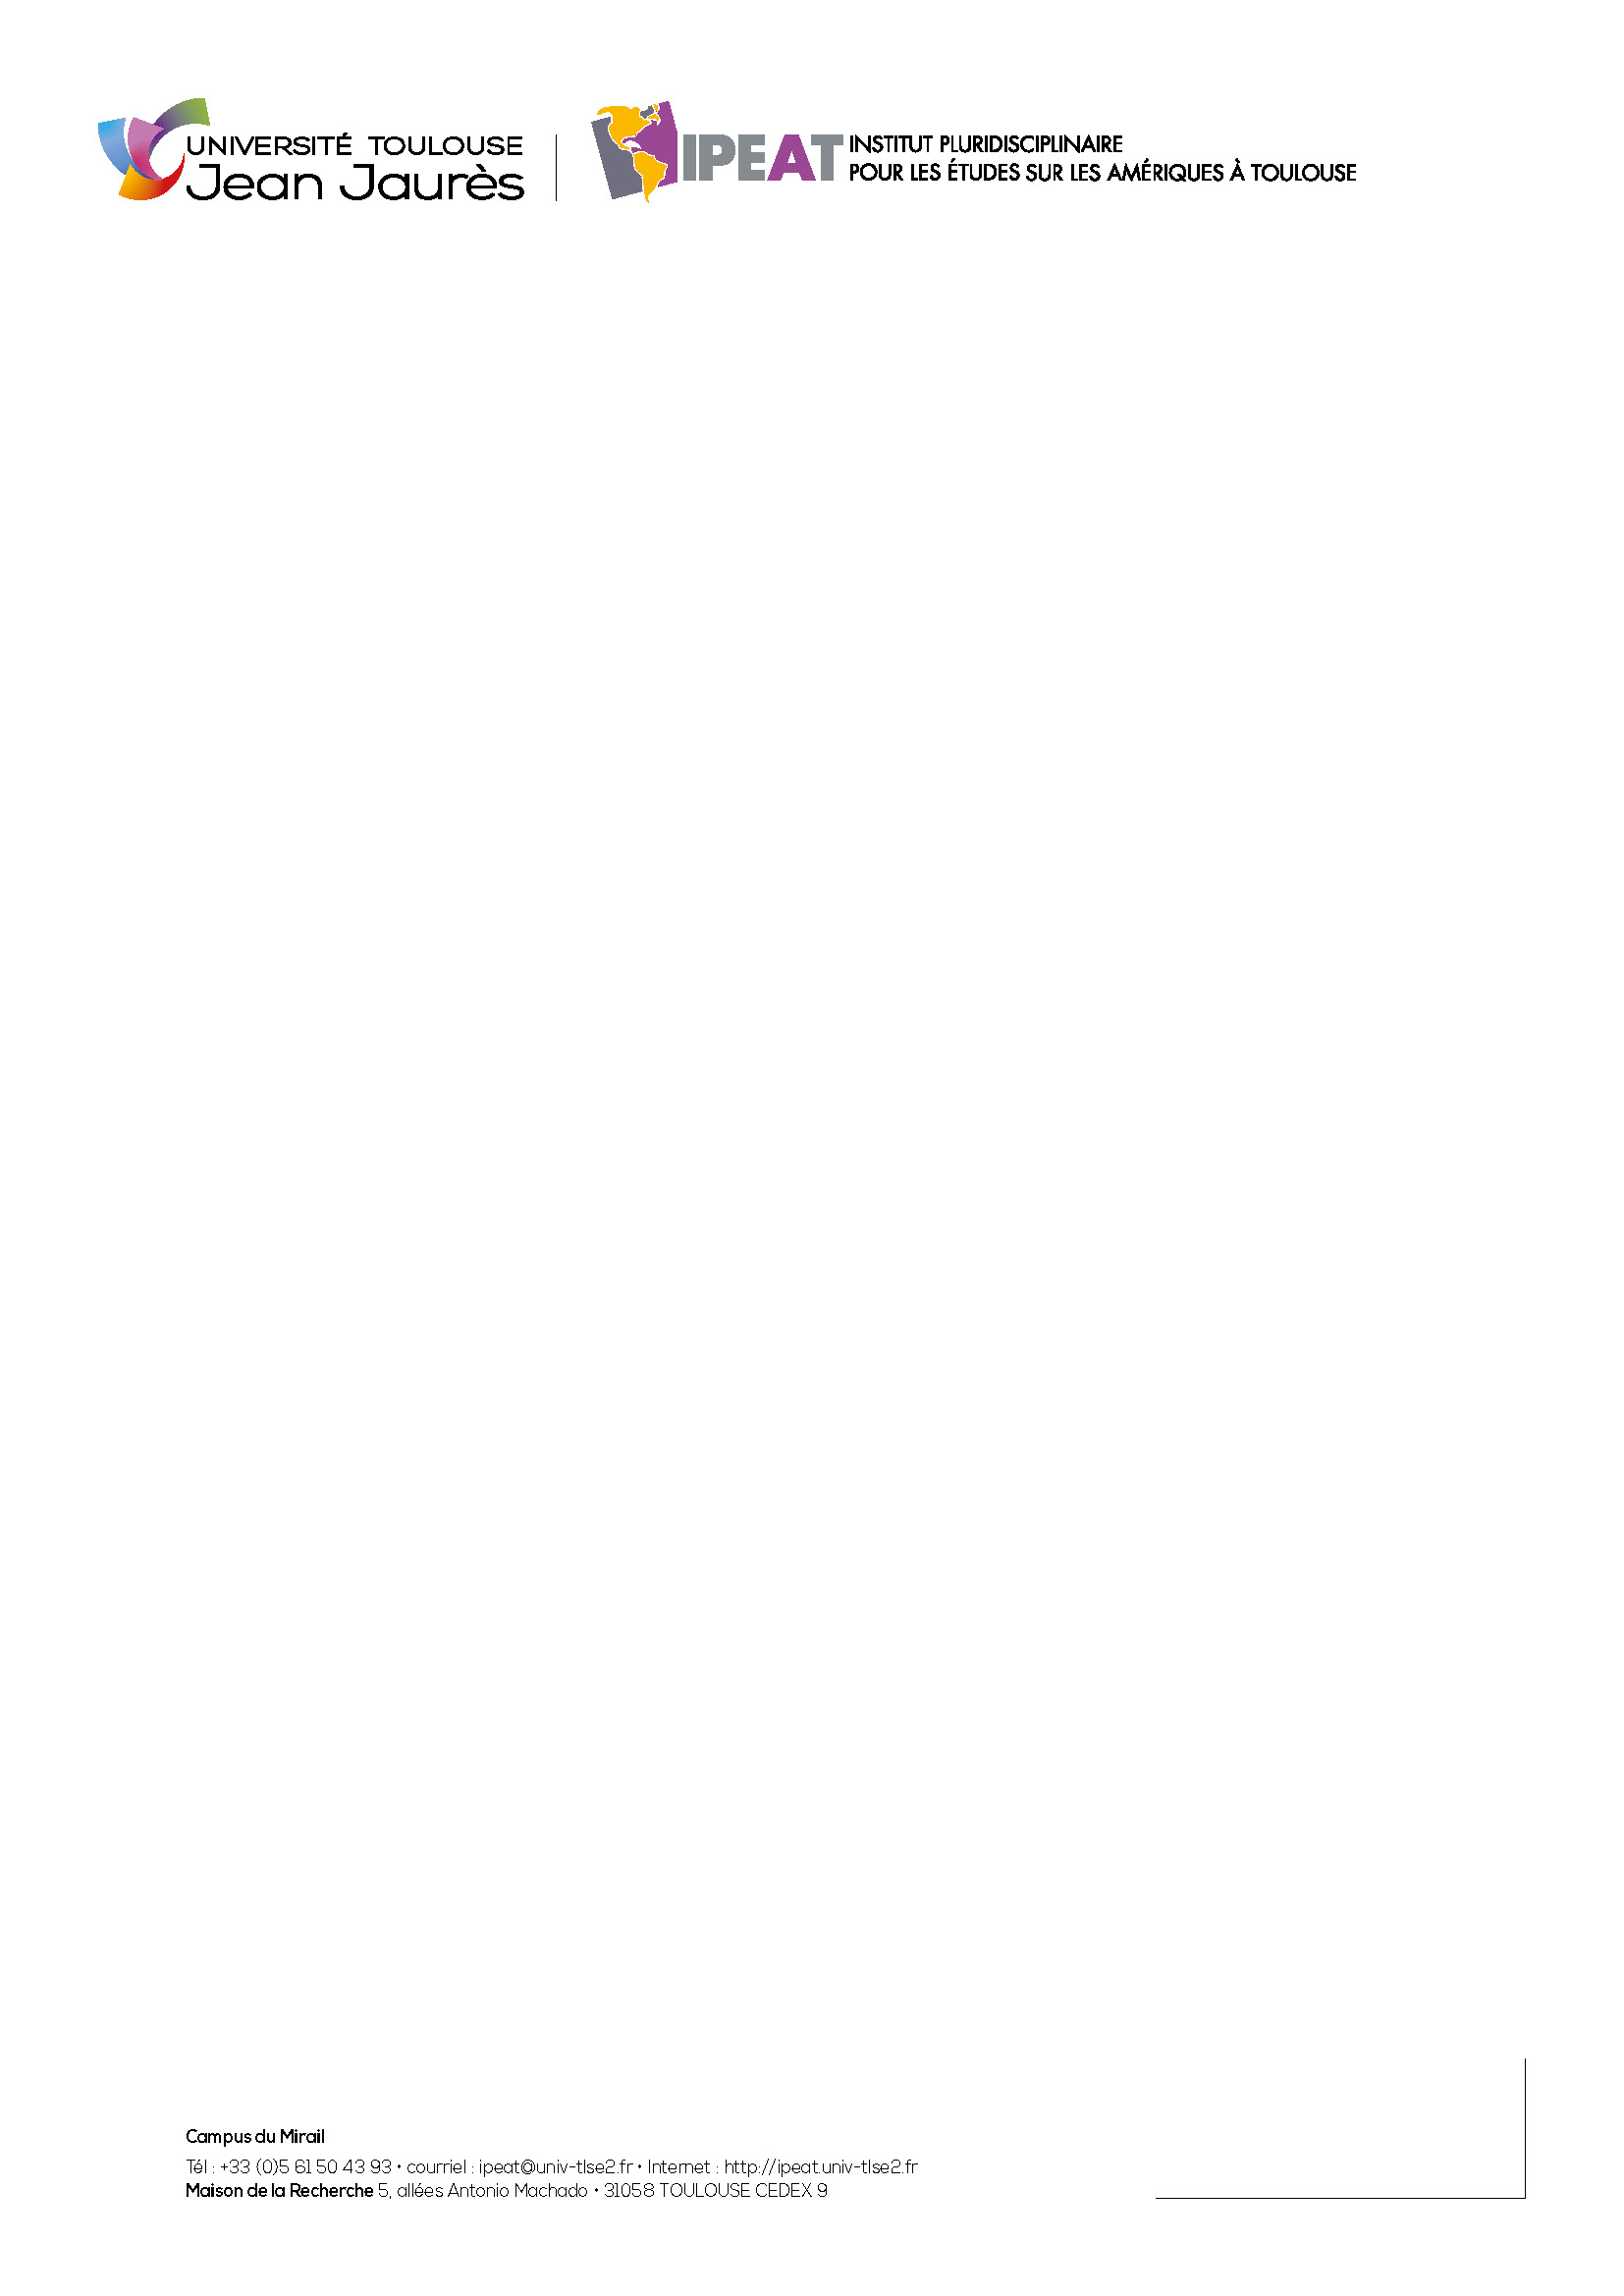 UNIVERSITÉ TOULOUSE
Jean Jaurès
IPEAT
INSTITUT PLURIDISCIPLINAIRE
POUR LES ÉTUDES SUR LES AMÉRIQUES À TOULOUSE
Campus du Mirail
Tél : +33 (0)5 61 50 43 93 • courriel : ipeat@univ-tlse2.fr • Internet : http://ipeat.univ-tlse2.fr
Maison de la Recherche 5, allées Antonio Machado • 31058 TOULOUSE CEDEX 9